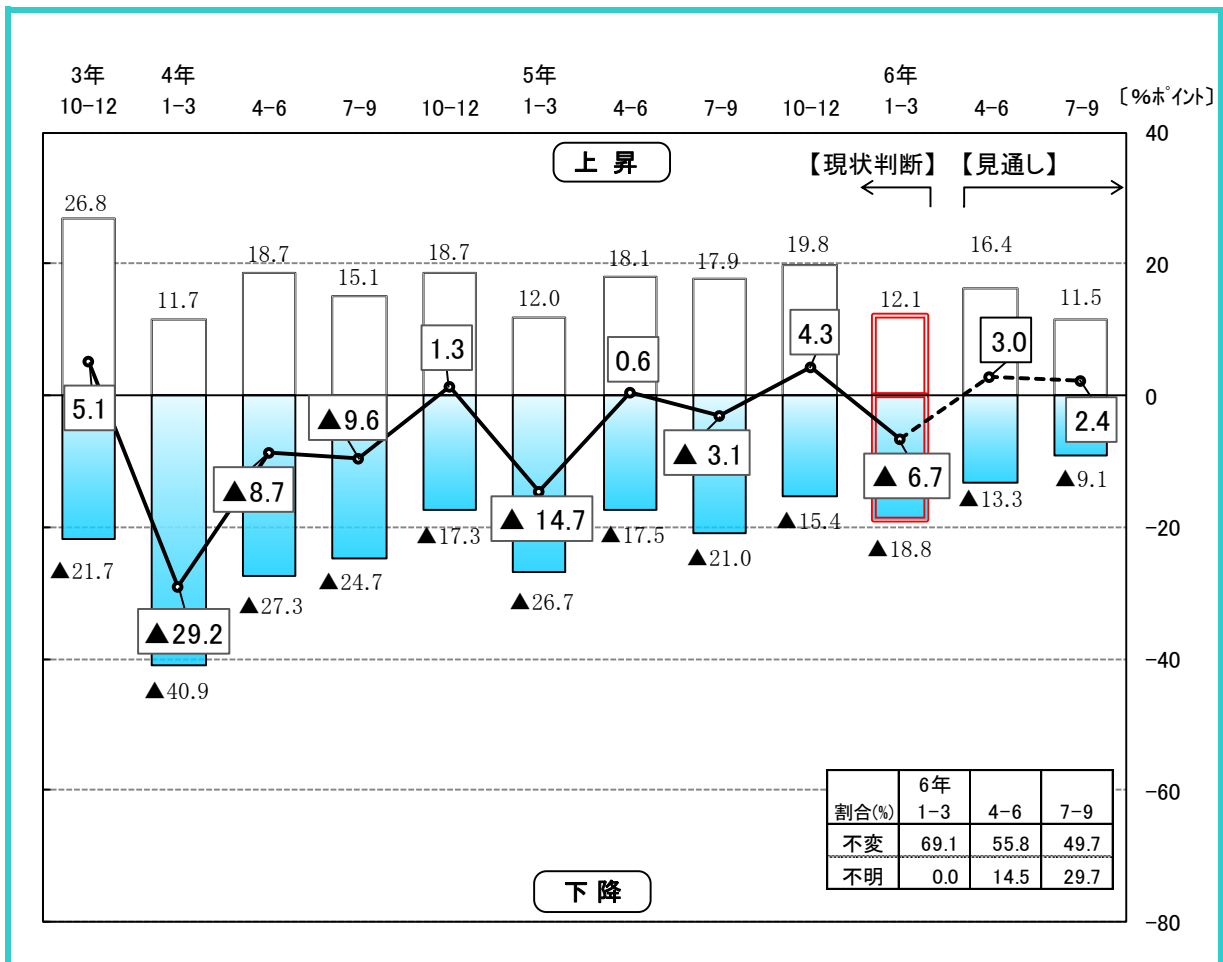 3年 4年 5年 6年
10-12 1-3 4-6 7-9 10-12 1-3 4-6 7-9 10-12 1-3 4-6 7-9 〔%ﾎﾟｲﾝﾄ〕
40
上 昇
【現状判断】 【見通し】
26.8 11.7 18.7 15.1 18.7 12.0 18.1 17.9 19.8 12.1 16.4 11.5
20
5.1 ▲29.2 ▲8.7 ▲9.6 1.3 ▲ 14.7 0.6 ▲ 3.1 4.3 ▲ 6.7 3.0 2.4
0
▲21.7 ▲40.9 ▲27.3 ▲24.7 ▲17.3 ▲26.7 ▲17.5 ▲21.0 ▲15.4 ▲18.8 ▲13.3 ▲9.1
-20
-40
-60
6年
割合(%) 1-3 4-6 7-9
不変 69.1 55.8 49.7
不明 0.0 14.5 29.7
下 降
-80